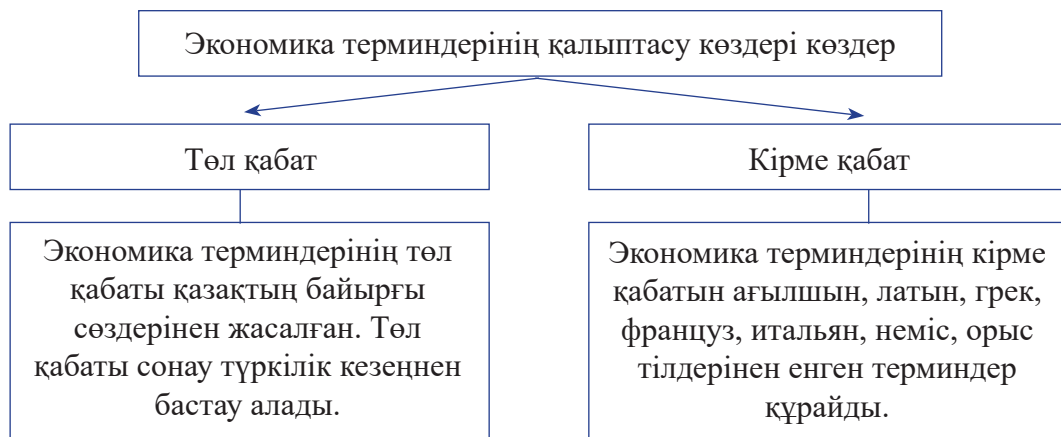 Экономика терминдерінің қалыптасу көздері көздер
Төл қабат
Кірме қабат
Экономика терминдерінің төл
қабаты қазақтың байырғы
сөздерінен жасалған. Төл
қабаты сонау түркілік кезеңнен
бастау алады.
Экономика терминдерінің кірме
қабатын ағылшын, латын, грек,
француз, итальян, неміс, орыс
тілдерінен енген терминдер
құрайды.